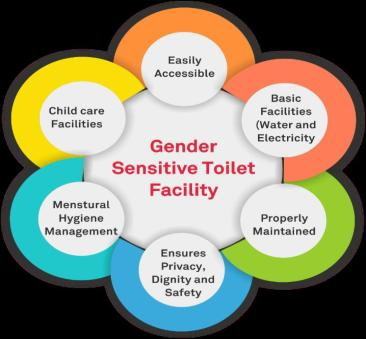 Easily
Accessible
Basic
Facilities
(Water and
Electricity
Properly
Maintained
Ensures
Privacy,
Dignity and
Safety
Menstural
Hygiene
Management
Child care
Facilities
Gender
Sensitive Toilet
Facility